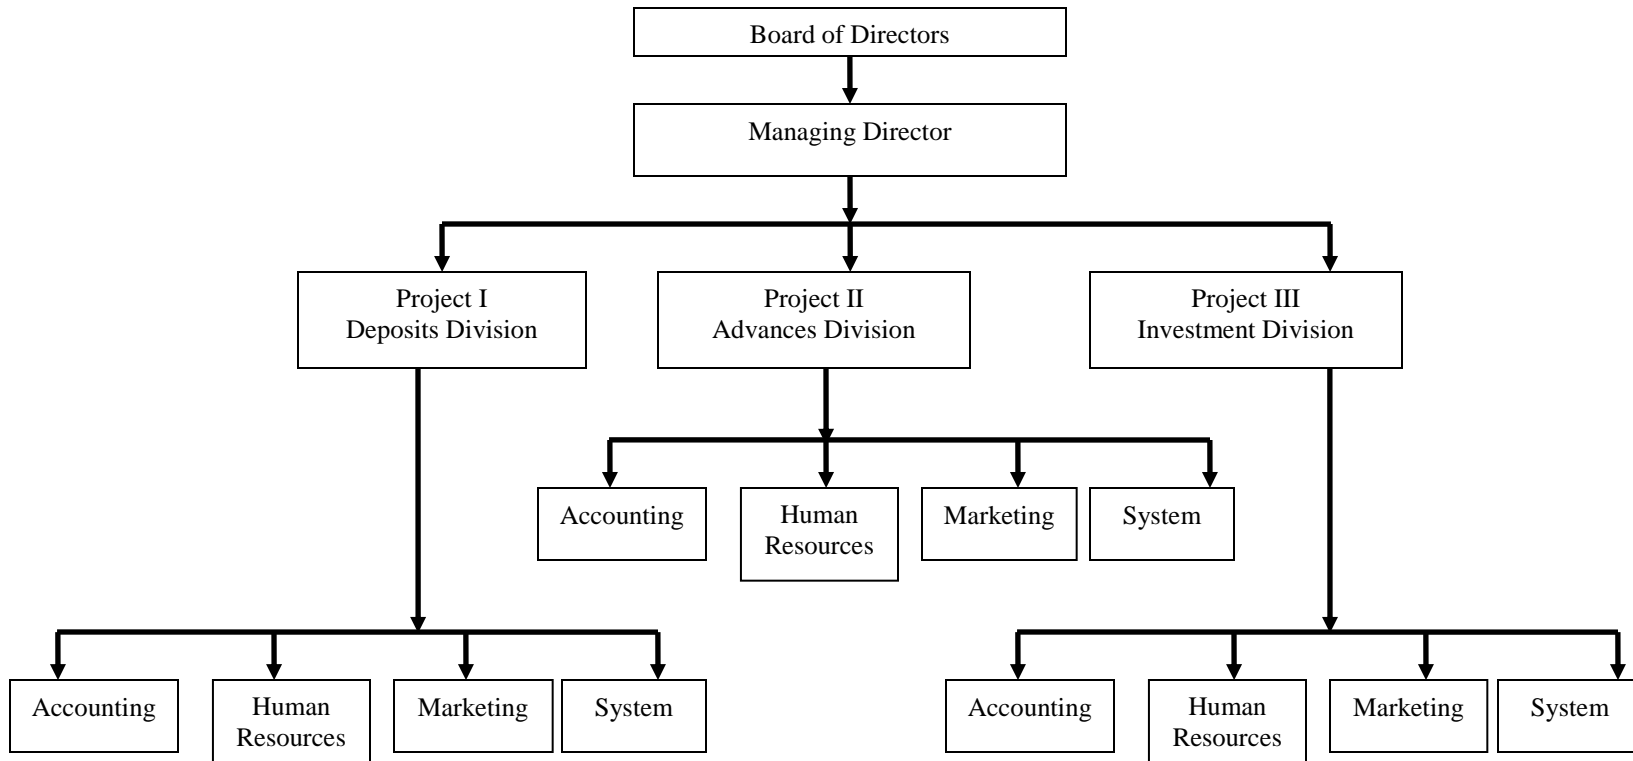 Board of Directors
Managing Director
Project I
Deposits Division
Project II
Advances Division
Project III
Investment Division
Accounting
Human
Resources
Marketing
System
Accounting
Human
Resources
Marketing
System
Accounting
Human
Resources
Marketing
System